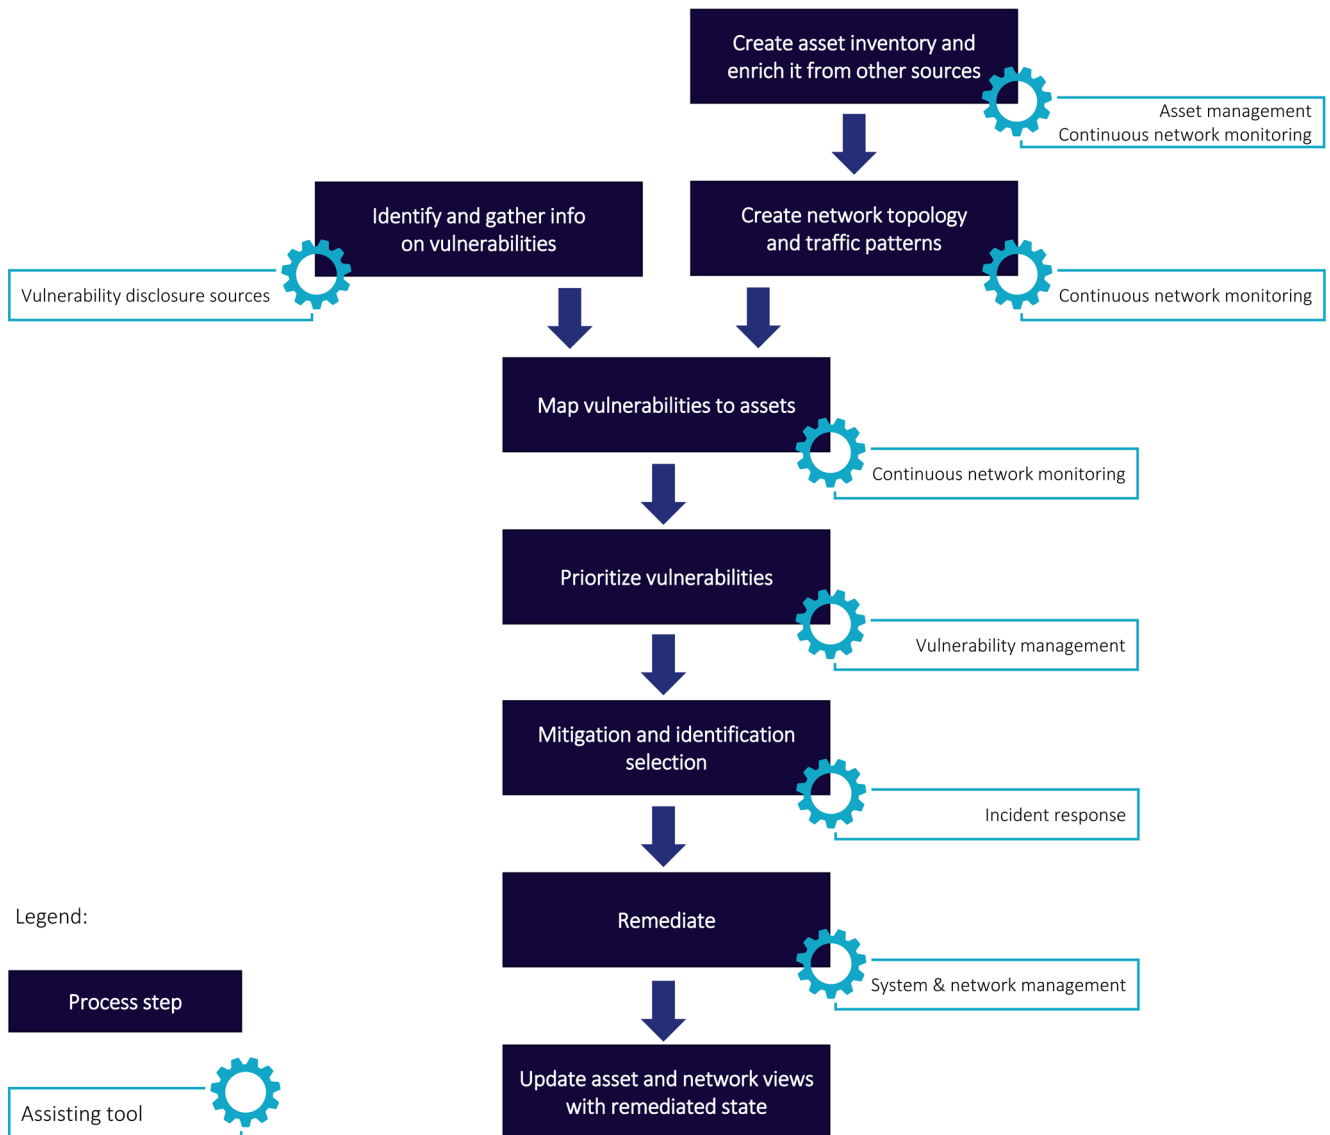 Create asset inventory and
enrich it from other sources
Asset management
Continuous network monitoring
Identify and gather info
on vulnerabilities
Vulnerability disclosure sources
Create network topology
and traffic patterns
Continuous network monitoring
Map vulnerabilities to assets
Continuous network monitoring
Prioritize vulnerabilities
Vulnerability management
Mitigation and identification
selection
Incident response
Remediate
System & network management
Update asset and network views
with remediated state
Legend:
Process step
Assisting tool